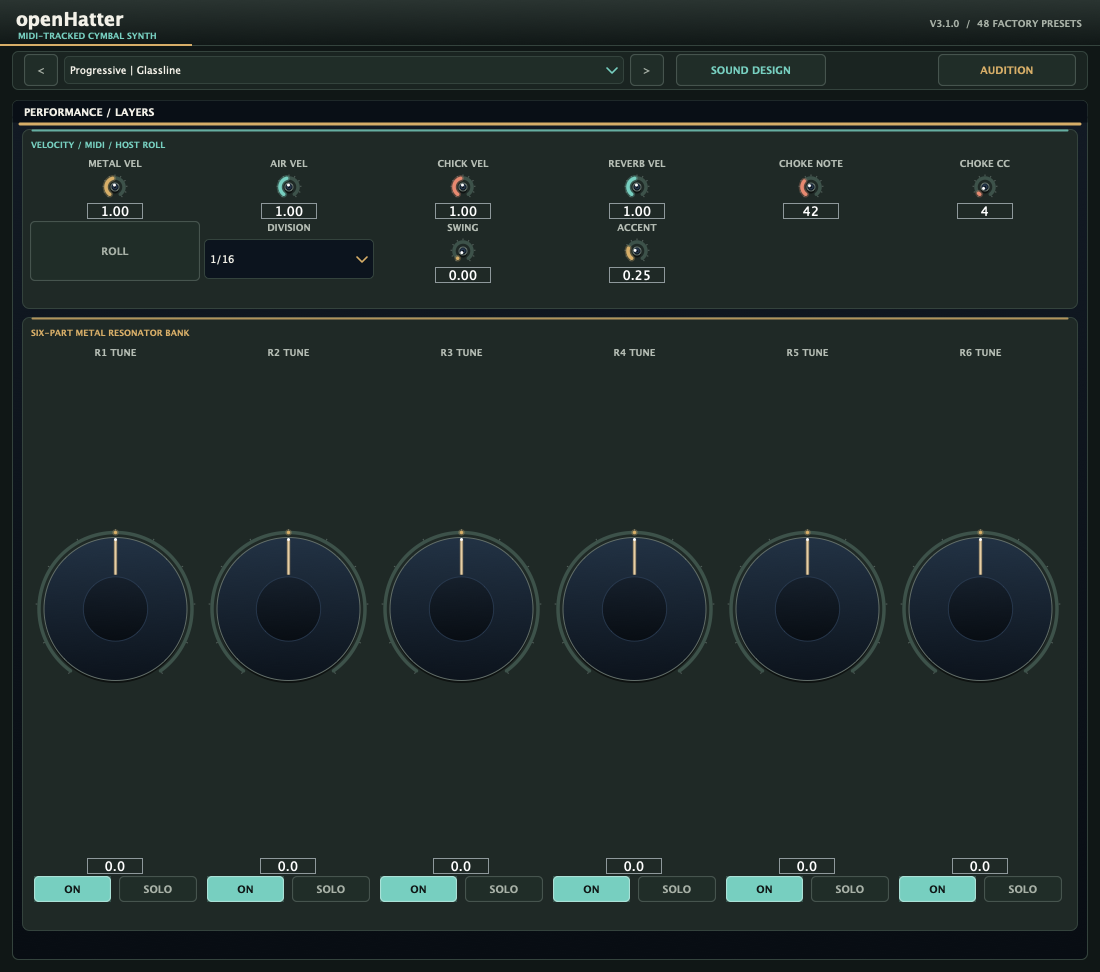 openHatter
MIDI-TRACKED CYMBAL SYNTH
V3.1.0 / 48 FACTORY PRESETS
< Progressive | Glassline > SOUND DESIGN AUDITION
PERFORMANCE / LAYERS
VELOCITY / MIDI / HOST ROLL
METAL VEL AIR VEL CHICK VEL REVERB VEL CHOKE NOTE CHOKE CC
1.00 1.00 1.00 1.00 42 4
DIVISION SWING ACCENT
ROLL 1/16
0.00 0.25
SIX-PART METAL RESONATOR BANK
R1 TUNE R2 TUNE R3 TUNE R4 TUNE R5 TUNE R6 TUNE
0.0 0.0 0.0 0.0 0.0 0.0
ON SOLO ON SOLO ON SOLO ON SOLO ON SOLO ON SOLO